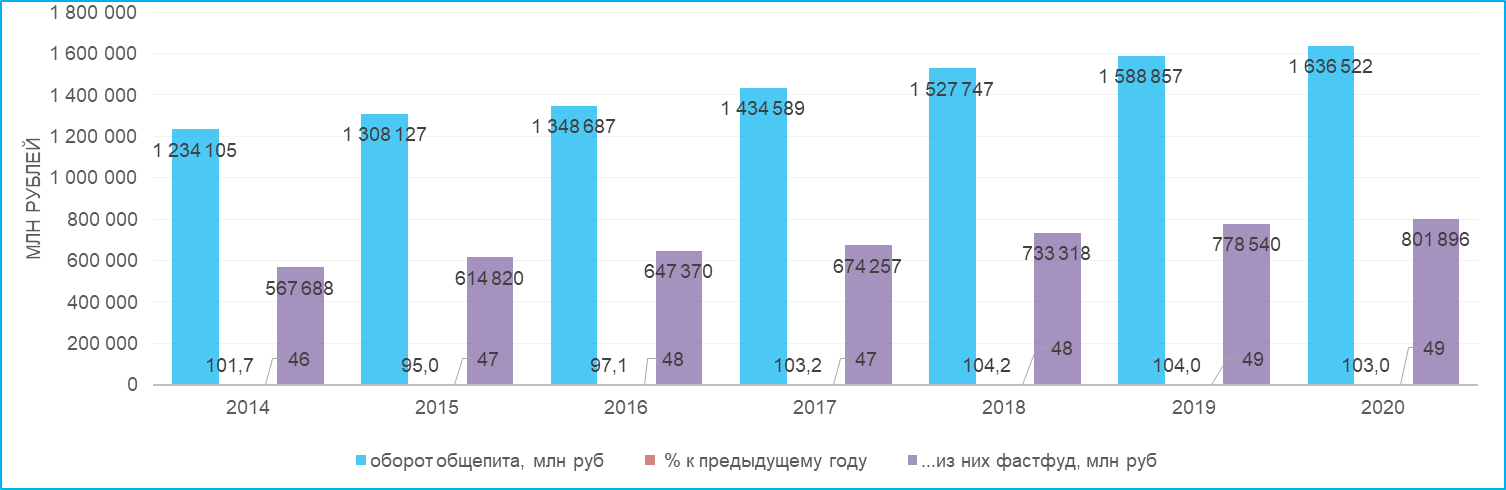 МЛН РУБЛЕЙ
1 800 000
1 600 000
1 400 000
1 200 000
1 000 000
800 000
600 000
400 000
200 000
0
1 234 105
1 308 127
1 348 687
1 434 589
1 527 747
1 588 857
1 636 522
567 688
614 820
647 370
674 257
733 318
778 540
801 896
101,7
46
95,0
47
97,1
48
103,2
47
104,2
48
104,0
49
103,0
49
2014
2015
2016
2017
2018
2019
2020
оборот общепита, млн руб
% к предыдущему году
...из них фастфуд, млн руб